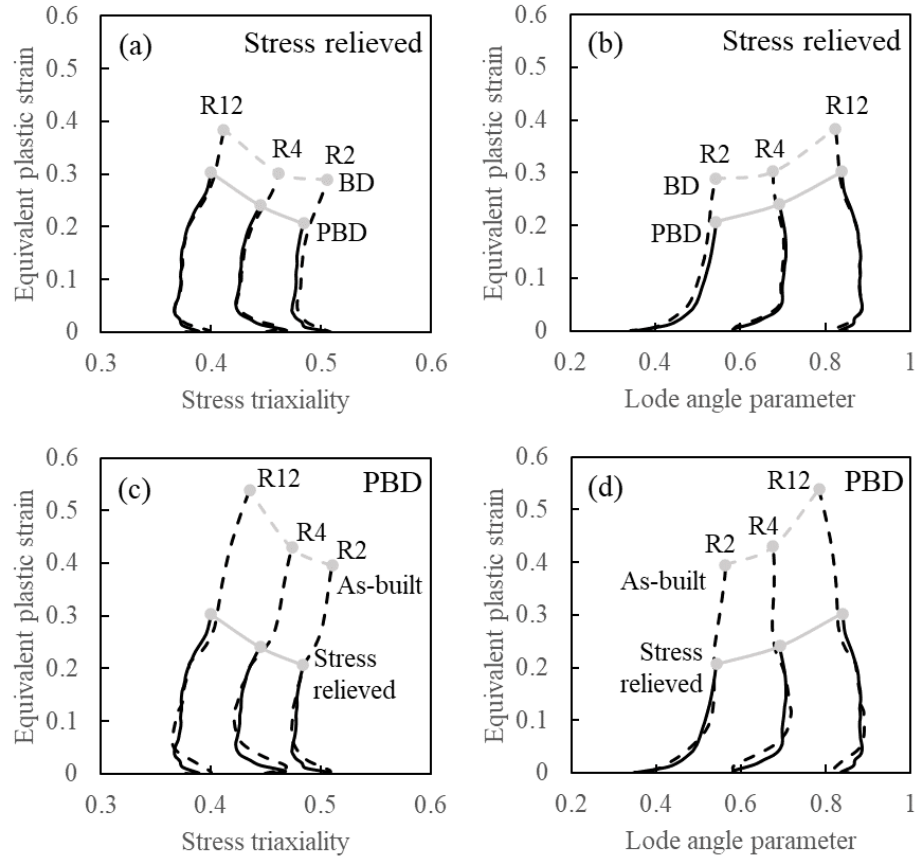 (a)
Stress relieved
Equivalent plastic strain
0.6
0.5
0.4
0.3
0.2
0.1
0
R12
R4
R2
BD
PBD
0.3
0.4
0.5
0.6
Stress triaxiality
(b)
Stress relieved
Equivalent plastic strain
0.6
0.5
0.4
0.3
0.2
0.1
0
R12
R2
R4
BD
PBD
0.2
0.4
0.6
0.8
1
Lode angle parameter
(c)
PBD
Equivalent plastic strain
0.6
0.5
0.4
0.3
0.2
0.1
0
R12
R4
R2
As-built
Stress
relieved
0.3
0.4
0.5
0.6
Stress triaxiality
(d)
PBD
Equivalent plastic strain
0.6
0.5
0.4
0.3
0.2
0.1
0
R12
R4
R2
As-built
Stress
relieved
0.2
0.4
0.6
0.8
1
Lode angle parameter